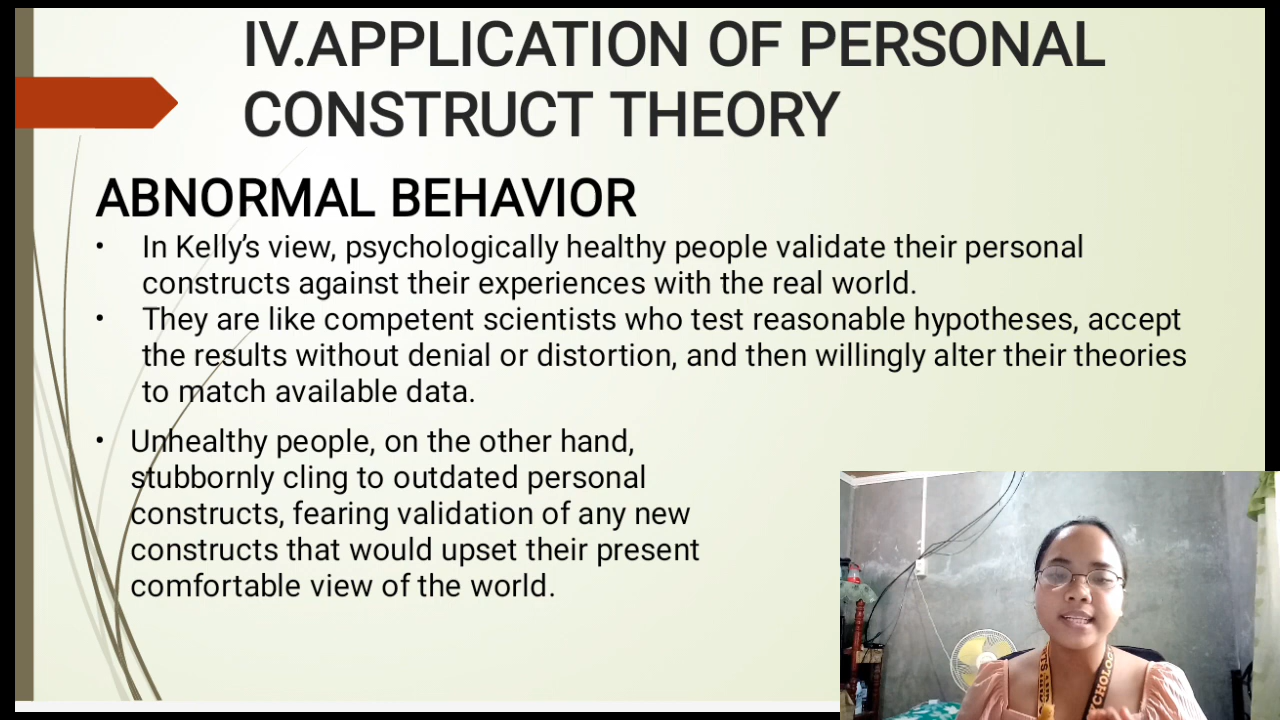 IV.APPLICATION OF PERSONAL
CONSTRUCT THEORY
ABNORMAL BEHAVIOR
• In Kelly’s view, psychologically healthy people validate their personal
constructs against their experiences with the real world.
• They are like competent scientists who test reasonable hypotheses, accept
the results without denial or distortion, and then willingly alter their theories
to match available data.
• Unhealthy people, on the other hand,
stubbornly cling to outdated personal
constructs, fearing validation of any new
constructs that would upset their present
comfortable view of the world.